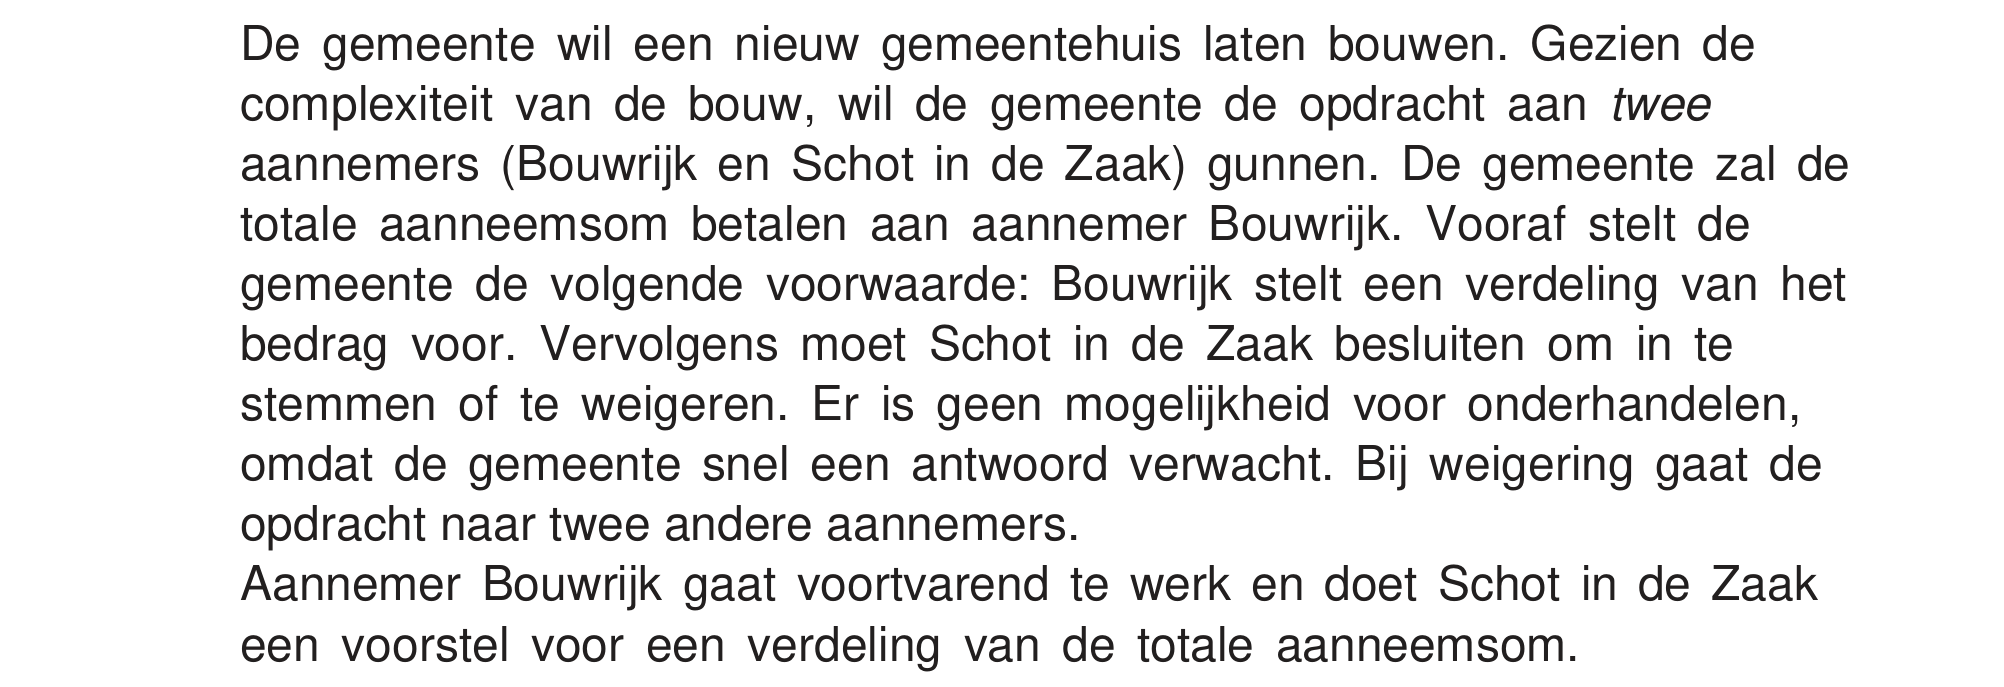 De gemeente wil een nieuw gemeentehuis laten bouwen. Gezien de
complexiteit van de bouw, wil de gemeente de opdracht aan twee
aannemers (Bouwrijk en Schot in de Zaak) gunnen. De gemeente zal de
totale aanneemsom betalen aan aannemer Bouwrijk. Vooraf stelt de
gemeente de volgende voorwaarde: Bouwrijk stelt een verdeling van het
bedrag voor. Vervolgens moet Schot in de Zaak besluiten om in te
stemmen of te weigeren. Er is geen mogelijkheid voor onderhandelen,
omdat de gemeente snel een antwoord verwacht. Bij weigering gaat de
opdracht naar twee andere aannemers.
Aannemer Bouwrijk gaat voortvarend te werk en doet Schot in de Zaak
een voorstel voor een verdeling van de totale aanneemsom.